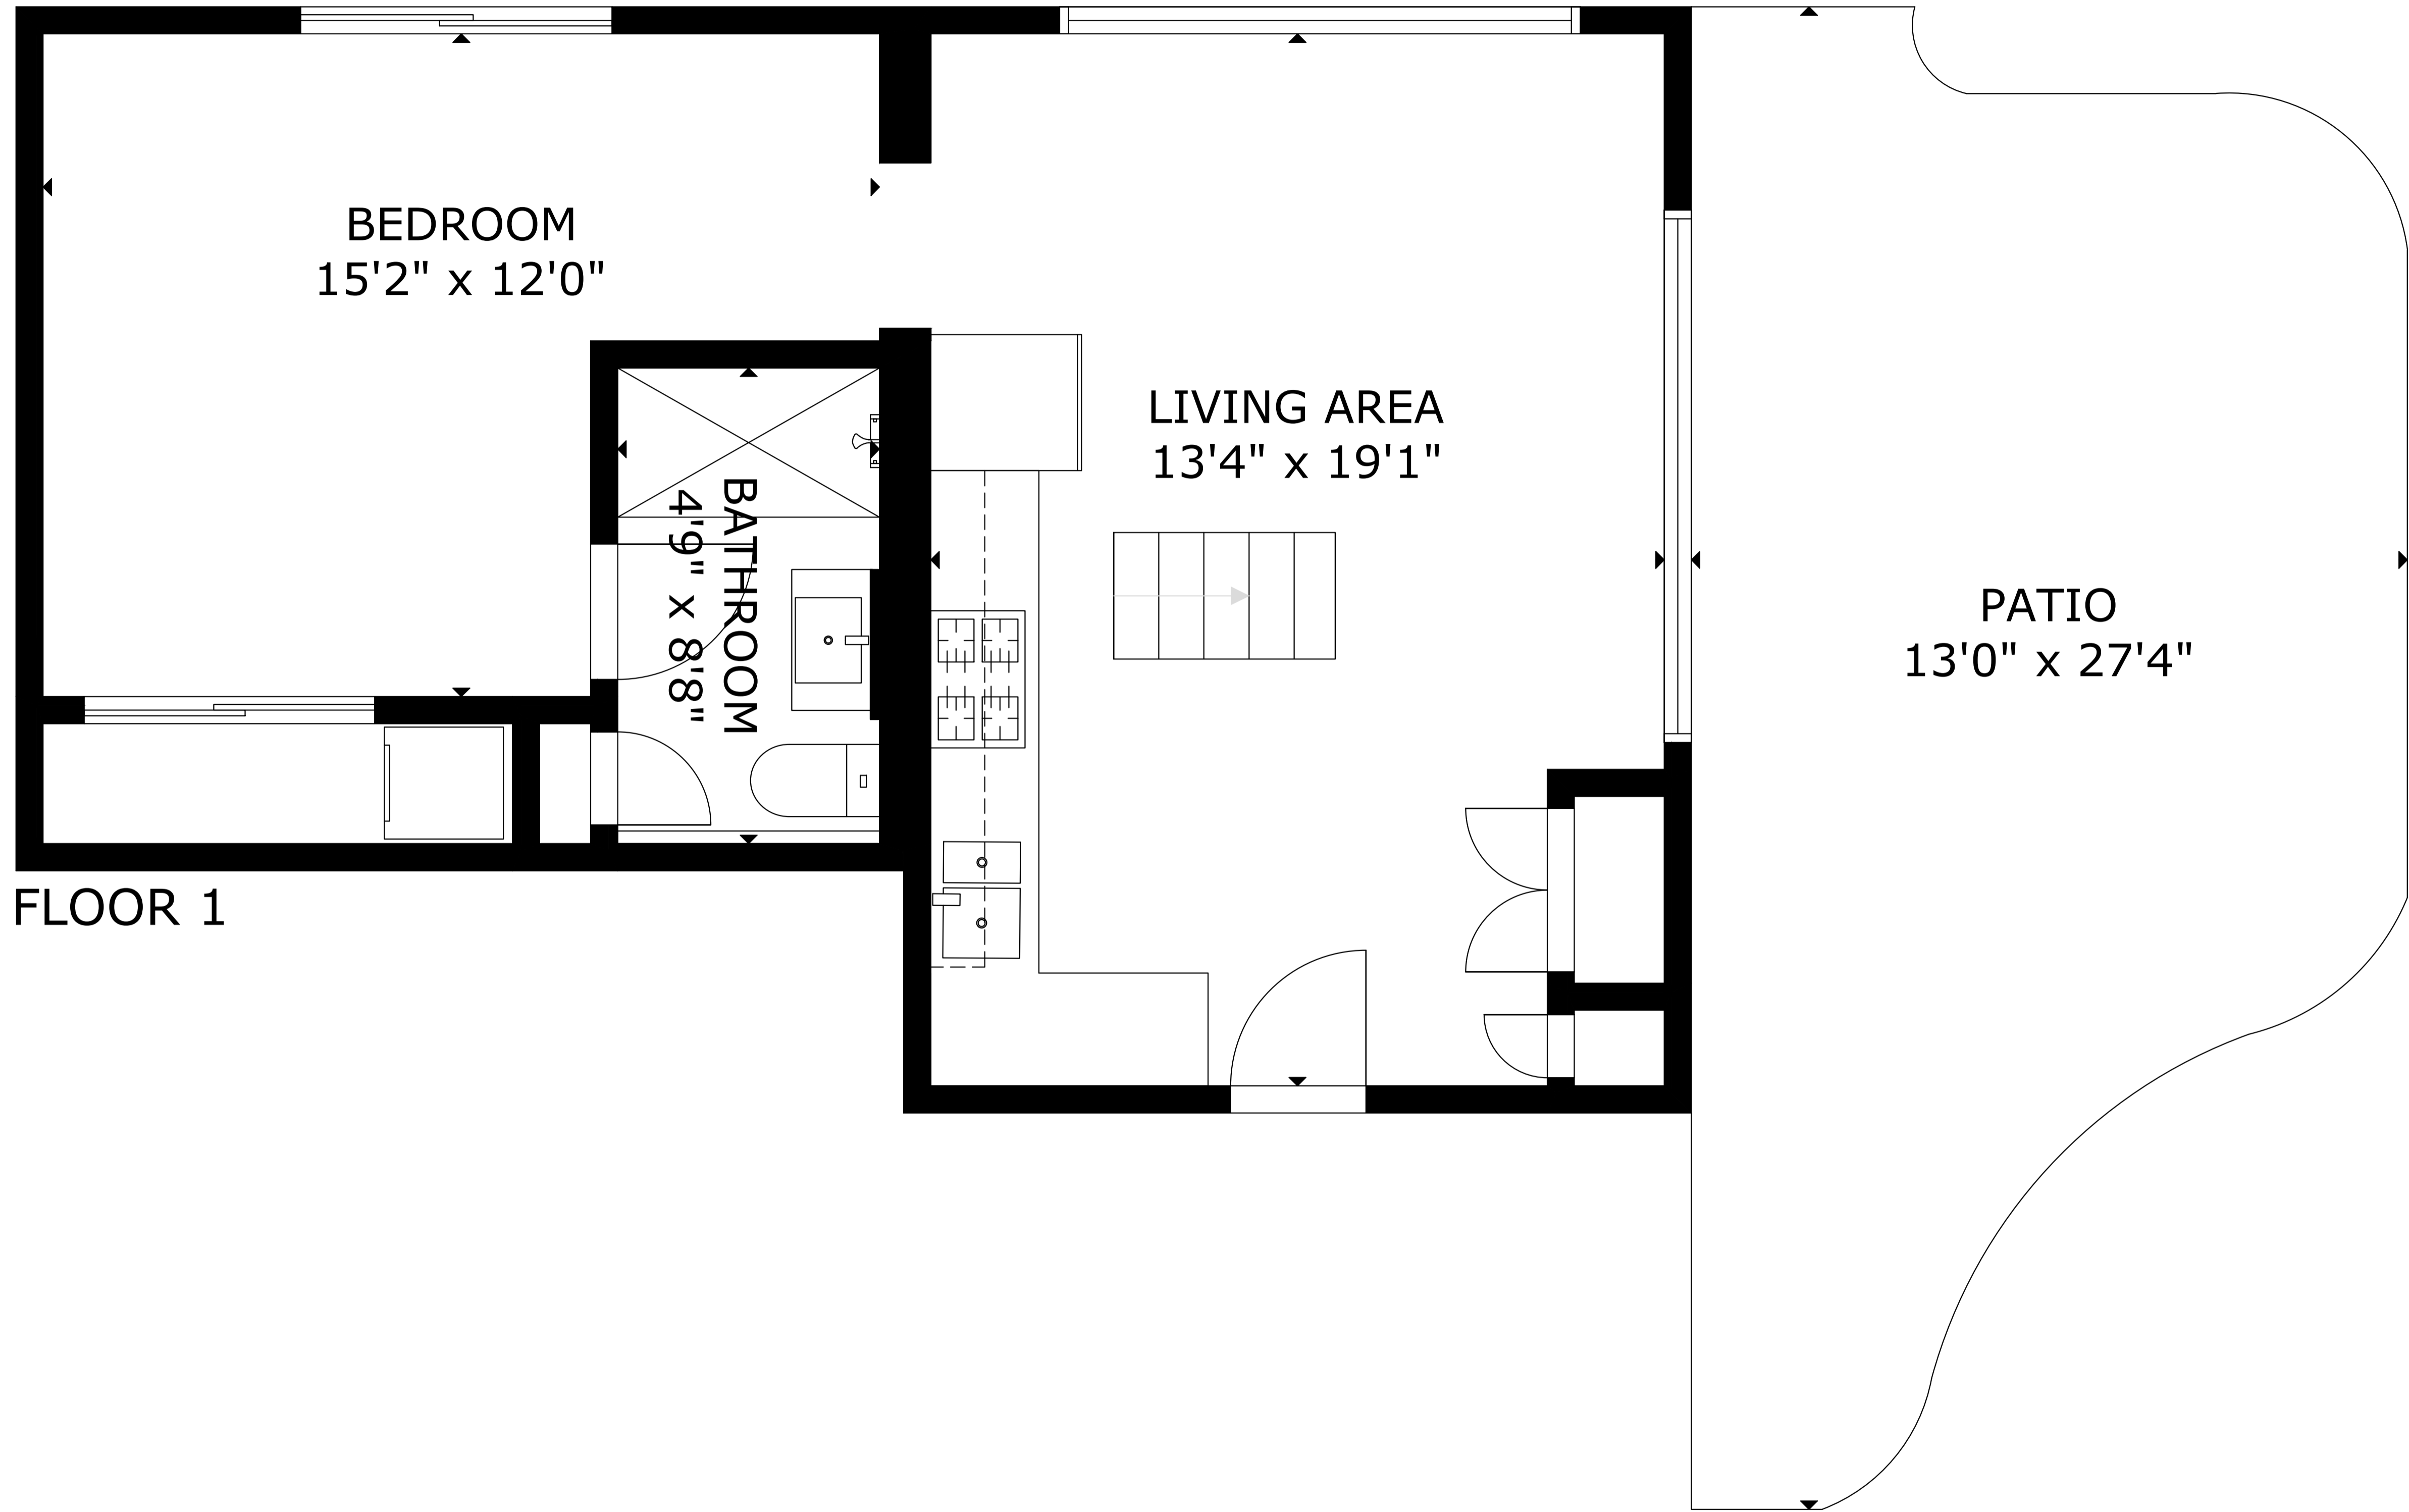 BEDROOM
15'2" x 12'0"
LIVING AREA
13'4" x 19'1"
BATHROOM
4'9" x 8'8"
PATIO
13'0" x 27'4"
FLOOR 1